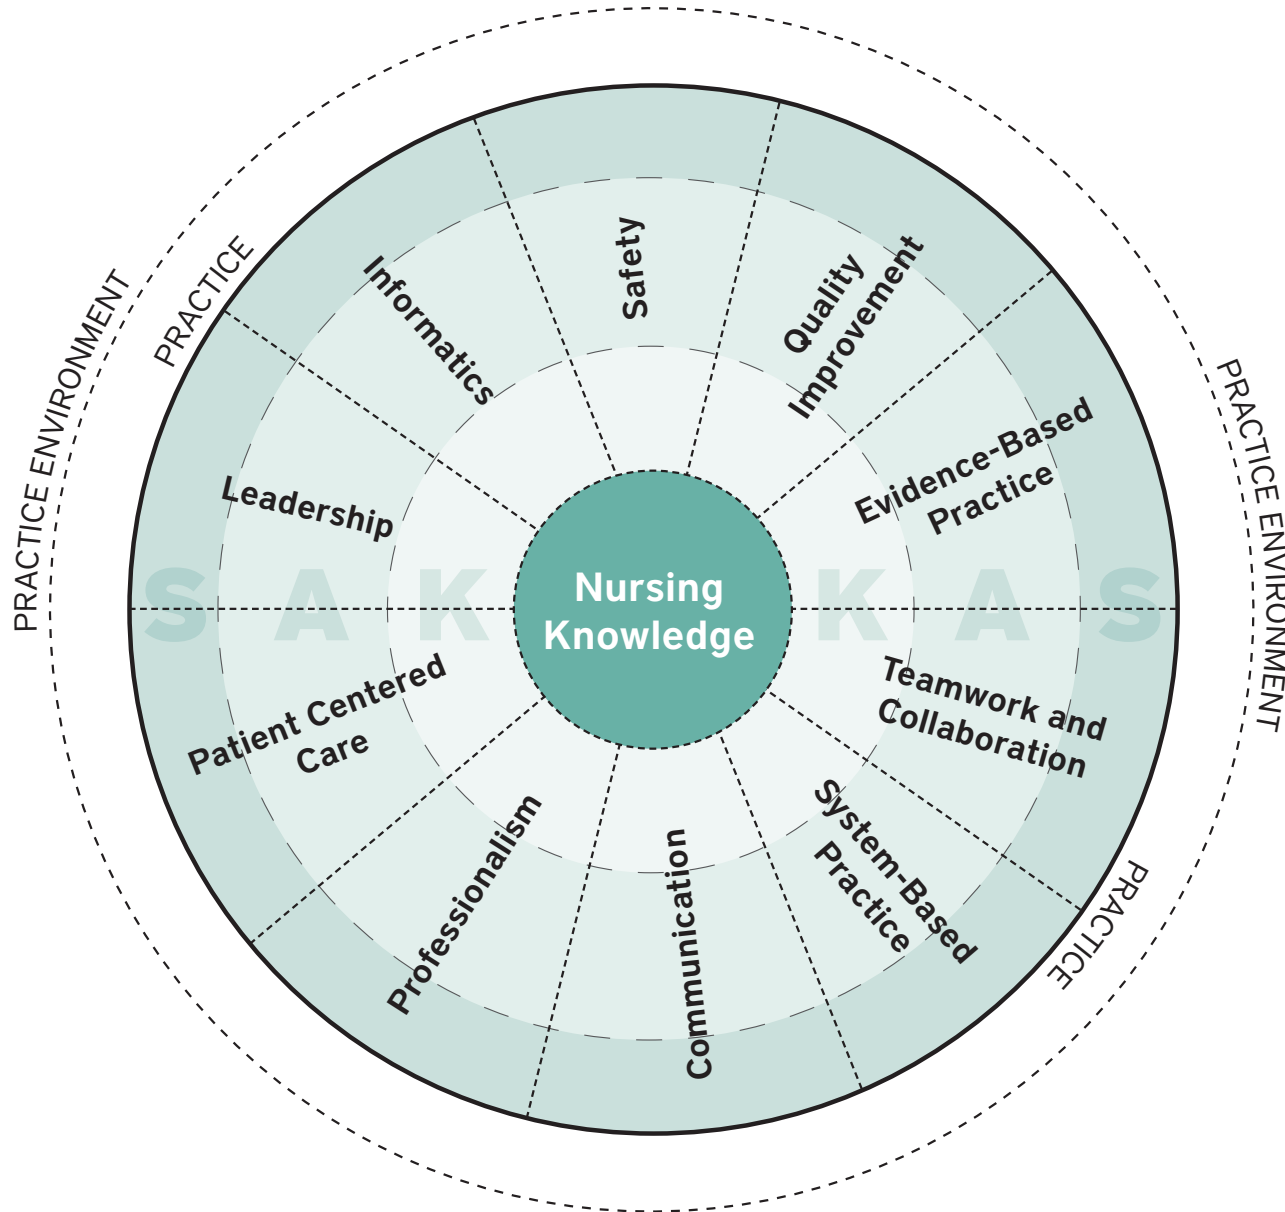 PRACTICE ENVIRONMENT
PRACTICE
Safety
Quality
Improvement
Evidence-Based
Practice
Teamwork and
Collaboration
System-Based
Practice
Communication
Professionalism
Patient Centered
Care
Leadership
Informatics
S A K
Nursing
Knowledge
K A S
PRACTICE ENVIRONMENT
PRACTICE